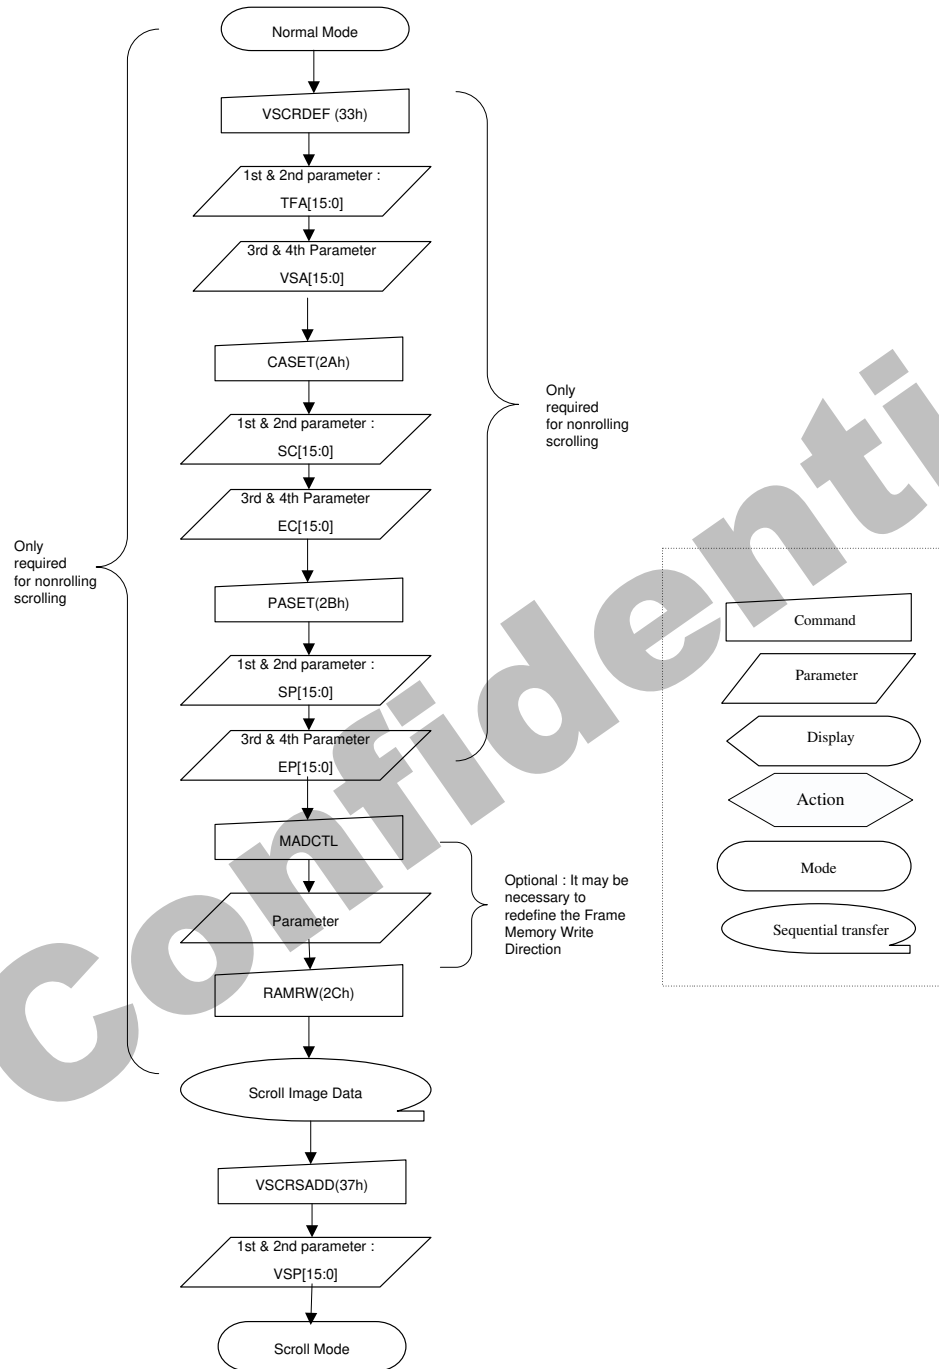 Normal Mode
VSCRDEF (33h)
1st & 2nd parameter :
TFA[15:0]
3rd & 4th Parameter
VSA[15:0]
CASET(2Ah)
1st & 2nd parameter :
SC[15:0]
3rd & 4th Parameter
EC[15:0]
PASET(2Bh)
1st & 2nd parameter :
SP[15:0]
3rd & 4th Parameter
EP[15:0]
MADCTL
Parameter
RAMRW(2Ch)
Scroll Image Data
VSCRSADD(37h)
1st & 2nd parameter :
VSP[15:0]
Scroll Mode
Only
required
for nonrolling
scrolling
Only
required
for nonrolling
scrolling
Optional : It may be
necessary to
redefine the Frame
Memory Write
Direction
Command
Parameter
Display
Action
Mode
Sequential transfer
Confidenti